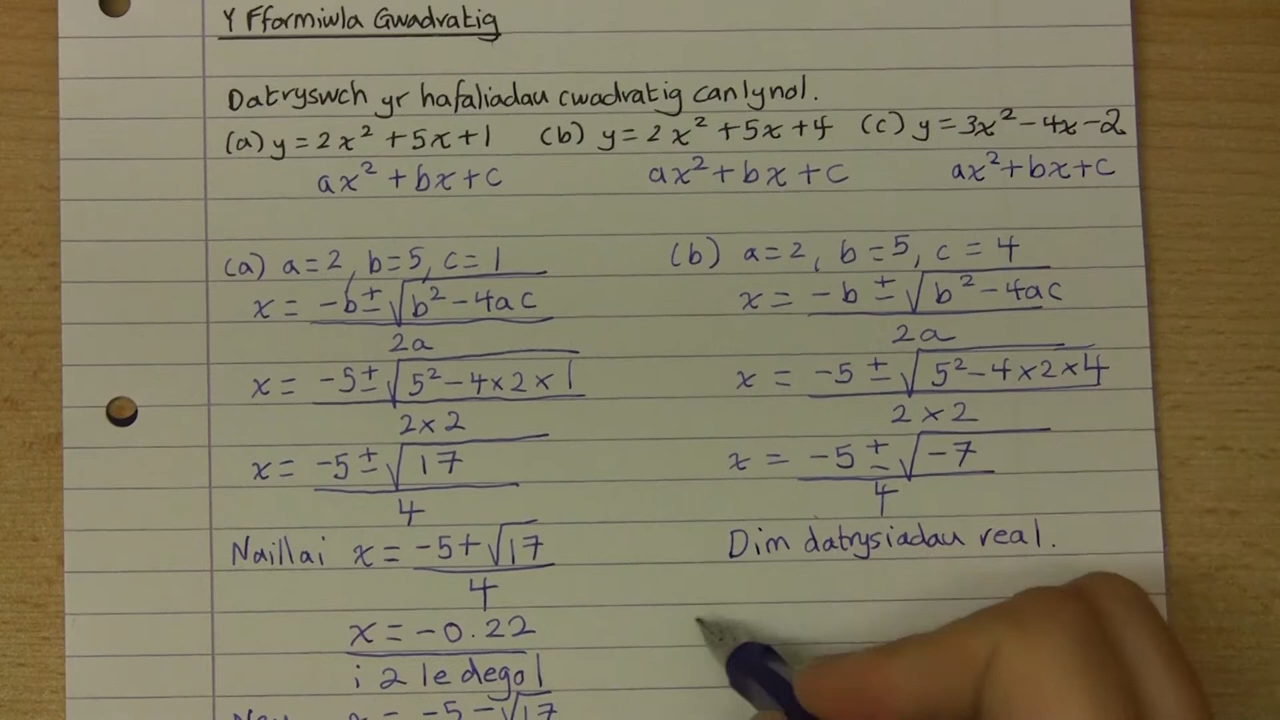 Y Fformiwla Gwadratig
Datryswch yr hafaliadau cwadratig canlynol.
(a) y = 2x² + 5x + 1 (b) y = 2x² + 5x + 4 (c) y = 3x² - 4x - 2
ax² + bx + c ax² + bx + c ax² + bx + c
(a) a = 2, b = 5, c = 1
x = (-b ± √(b² - 4ac)) / 2a
x = (-5 ± √(5² - 4 × 2 × 1)) / 2 × 2
x = (-5 ± √17) / 4
Naillai x = (-5 + √17) / 4
x = -0.22
i 2 le degol
x = -5 - √17
(b) a = 2, b = 5, c = 4
x = (-b ± √(b² - 4ac)) / 2a
x = (-5 ± √(5² - 4 × 2 × 4)) / 2 × 2
x = (-5 ± √-7) / 4
Dim datrysiadau real.